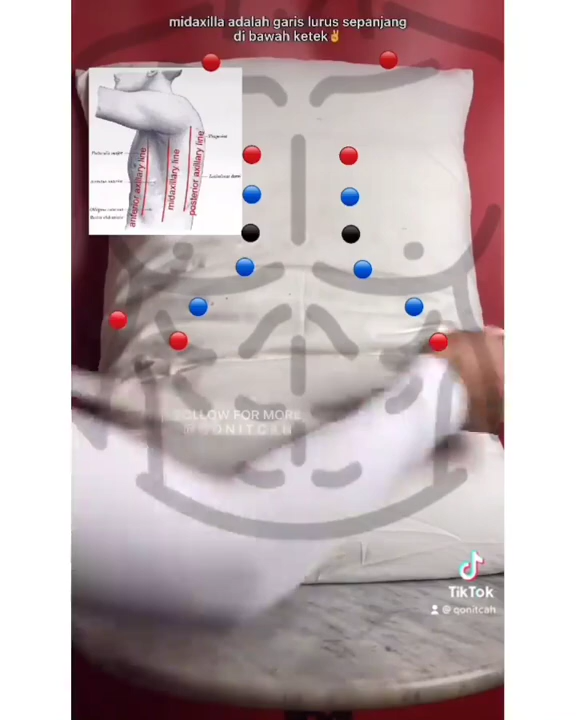 midaxilla adalah garis lurus sepanjang
di bawah ketek✌️
anterior axillary line
midaxillary line
posterior axillary line
FOLLOW FOR MORE
@QONITCAH
TikTok
@qonitcah